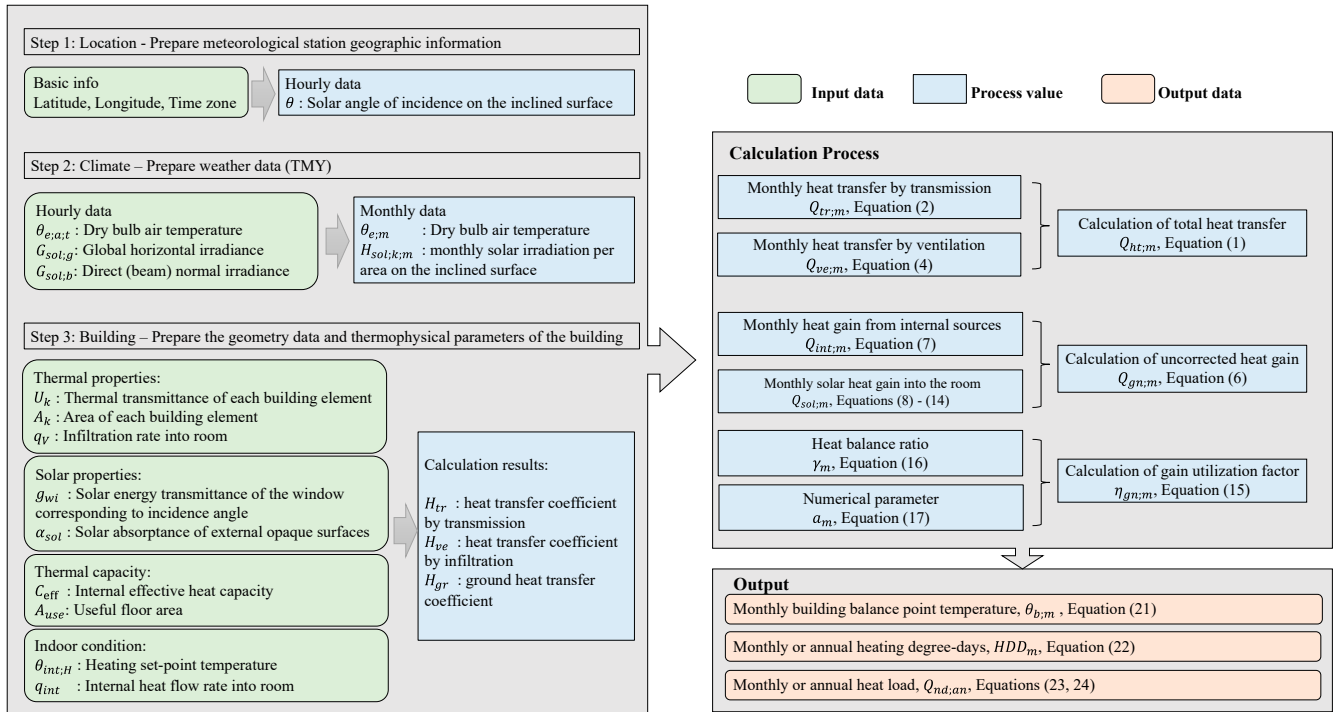 Step 1: Location - Prepare meteorological station geographic information
Basic info
Latitude, Longitude, Time zone
Hourly data
θ : Solar angle of incidence on the inclined surface
Step 2: Climate – Prepare weather data (TMY)
Hourly data
θe;a;t : Dry bulb air temperature
Gsol;g : Global horizontal irradiance
Gsol;b : Direct (beam) normal irradiance
Monthly data
θe;m : Dry bulb air temperature
Hsol;k;m : monthly solar irradiation per
area on the inclined surface
Step 3: Building – Prepare the geometry data and thermophysical parameters of the building
Thermal properties:
Uk : Thermal transmittance of each building element
Ak : Area of each building element
qV : Infiltration rate into room
Solar properties:
gwi : Solar energy transmittance of the window
corresponding to incidence angle
αsol : Solar absorptance of external opaque surfaces
Thermal capacity:
Ceff : Internal effective heat capacity
Ause: Useful floor area
Indoor condition:
θint;H : Heating set-point temperature
qint : Internal heat flow rate into room
Calculation results:
Htr : heat transfer coefficient
by transmission
Hve : heat transfer coefficient
by infiltration
Hgr : ground heat transfer
coefficient
Input data
Process value
Output data
Calculation Process
Monthly heat transfer by transmission
Qtr;m, Equation (2)
Monthly heat transfer by ventilation
Qve;m, Equation (4)
Calculation of total heat transfer
Qht;m, Equation (1)
Monthly heat gain from internal sources
Qint;m, Equation (7)
Monthly solar heat gain into the room
Qsol;m, Equations (8) - (14)
Calculation of uncorrected heat gain
Qgn;m, Equation (6)
Heat balance ratio
γm, Equation (16)
Numerical parameter
am, Equation (17)
Calculation of gain utilization factor
ηgn;m, Equation (15)
Output
Monthly building balance point temperature, θb;m , Equation (21)
Monthly or annual heating degree-days, HDDm, Equation (22)
Monthly or annual heat load, Qnd;an, Equations (23, 24)